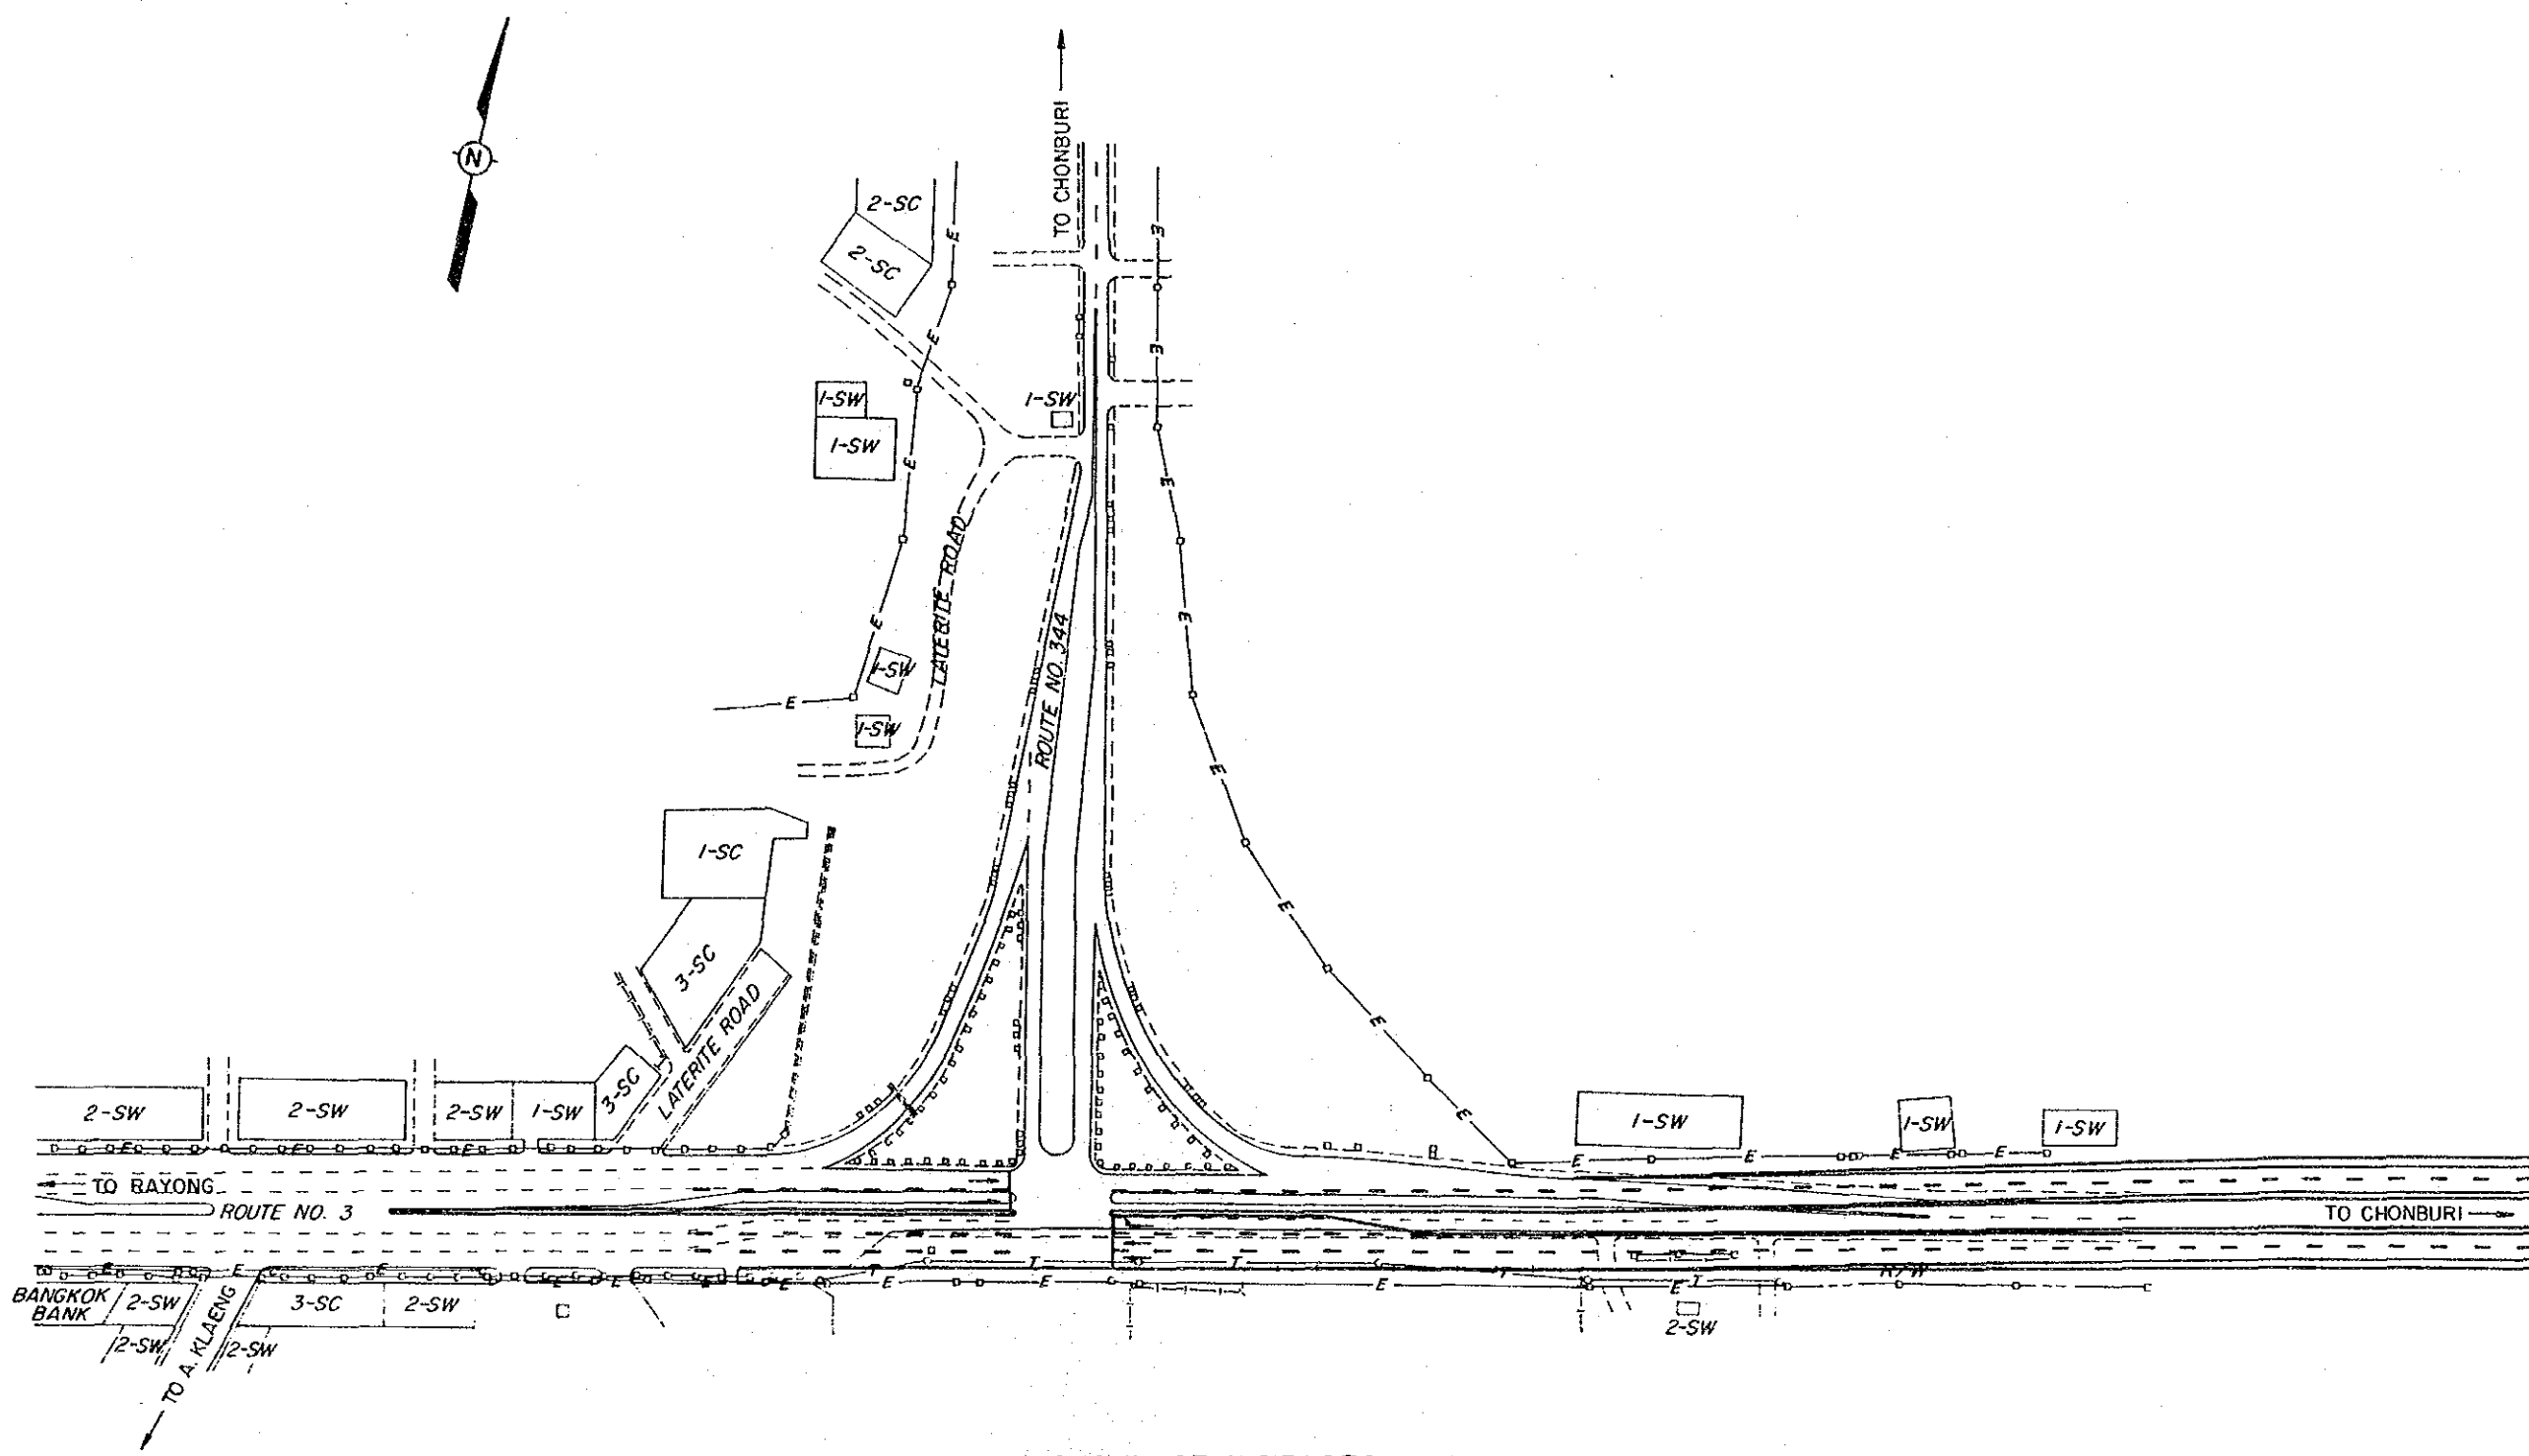 N
TO CHONBURI
2-SC
E
E
2-SC
E
E
1-SW
1-SW
1-SW
E
E
LATERITE ROAD
E
E
ROUTE NO. 344
1-SW
E
1-SW
E
1-SC
E
3-SC
LATERITE ROAD
E
3-SC
2-SW
2-SW
2-SW
1-SW
E
1-SW
1-SW
1-SW
E
E
E
E
E
E
E
TO RAYONG
ROUTE NO. 3
TO CHONBURI
E
E
E
E
E
E
E
T
E
T
E
T
E
T
E
T
R/W
BANGKOK
BANK
2-SW
3-SC
2-SW
2-SW
2-SW
2-SW
TO A. KLAENG